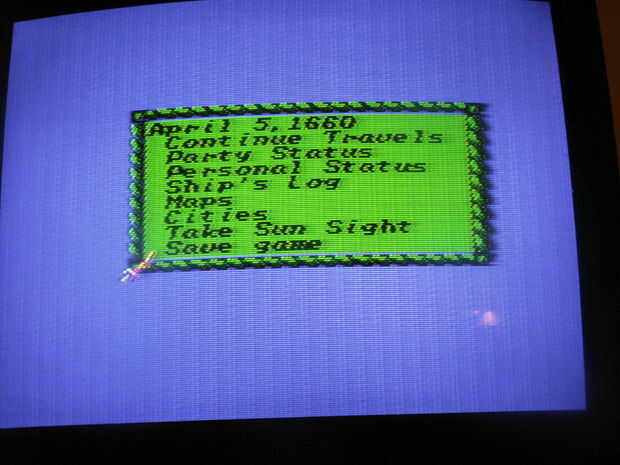 April 5, 1660
Continue Travels
Party Status
Personal Status
Ship's Log
Maps
Cities
Take Sun Sight
Save game